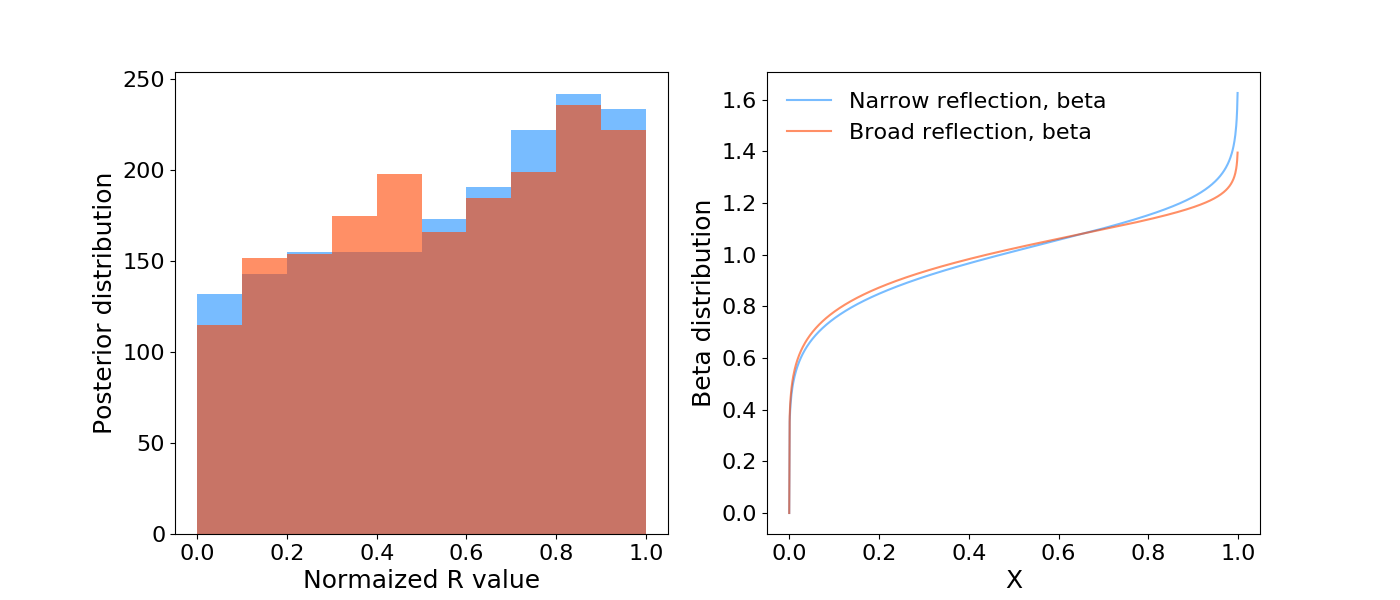 250
200
150
100
50
0
Posterior distribution
0.0 0.2 0.4 0.6 0.8 1.0
Normaized R value
Narrow reflection, beta
Broad reflection, beta
1.6
1.4
1.2
1.0
0.8
0.6
0.4
0.2
0.0
Beta distribution
0.0 0.2 0.4 0.6 0.8 1.0
X